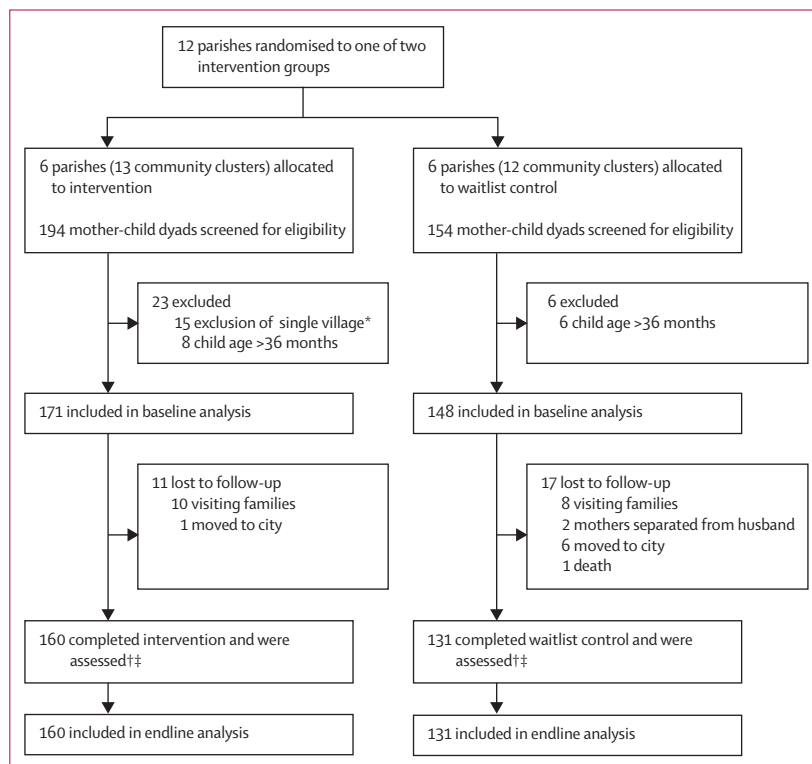 12 parishes randomised to one of two
intervention groups
6 parishes (13 community clusters) allocated
to intervention
194 mother-child dyads screened for eligibility
6 parishes (12 community clusters) allocated
to waitlist control
154 mother-child dyads screened for eligibility
23 excluded
15 exclusion of single village*
8 child age >36 months
6 excluded
6 child age >36 months
171 included in baseline analysis
148 included in baseline analysis
11 lost to follow-up
10 visiting families
1 moved to city
17 lost to follow-up
8 visiting families
2 mothers separated from husband
6 moved to city
1 death
160 completed intervention and were
assessed†‡
131 completed waitlist control and were
assessed†‡
160 included in endline analysis
131 included in endline analysis